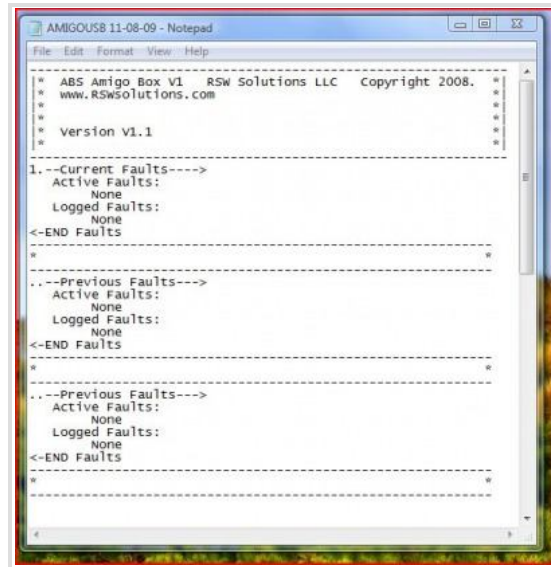 AMIGOUSB 11-08-09 - Notepad
File Edit Format View Help
--------------------------------------------------------------
|* ABS Amigo Box V1 RSW Solutions LLC Copyright 2008. *|
|* www.RSWsolutions.com *|
|* *|
|* *|
|* Version V1.1 *|
|* *|
--------------------------------------------------------------
1.--Current Faults---->
Active Faults:
None
Logged Faults:
None
<-END Faults
------------------------------------------------------------
* *
------------------------------------------------------------
..--Previous Faults--->
Active Faults:
None
Logged Faults:
None
<-END Faults
------------------------------------------------------------
* *
------------------------------------------------------------
..--Previous Faults--->
Active Faults:
None
Logged Faults:
None
<-END Faults
------------------------------------------------------------
* *
------------------------------------------------------------